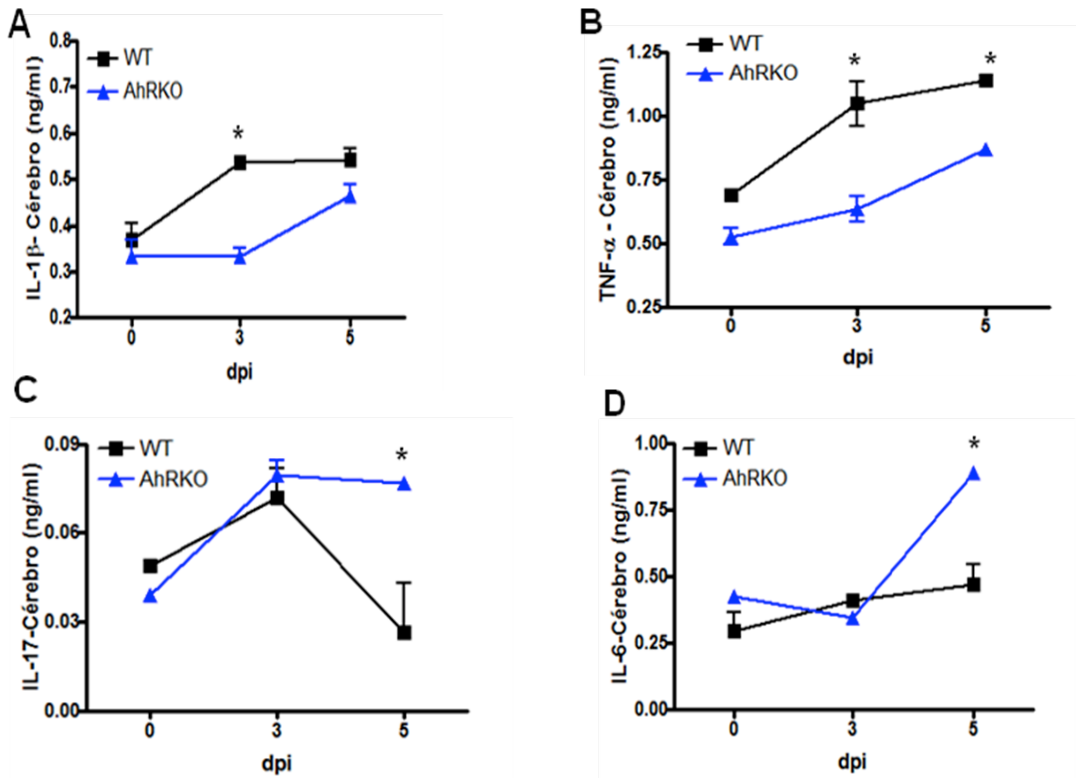 A
IL-1β- Cérebro (ng/ml)
0.8
0.7
0.6
0.5
0.4
0.3
0.2
WT
AhRKO
*
0 3 5
dpi
B
TNF-α - Cérebro (ng/ml)
1.25
1.00
0.75
0.50
0.25
WT
AhRKO
* *
0 3 5
dpi
C
IL-17-Cérebro (ng/ml)
0.09
0.06
0.03
0.00
WT
AhRKO
*
0 3 5
dpi
D
IL-6-Cérebro (ng/ml)
1.00
0.75
0.50
0.25
0.00
WT
AhRKO
*
0 3 5
dpi